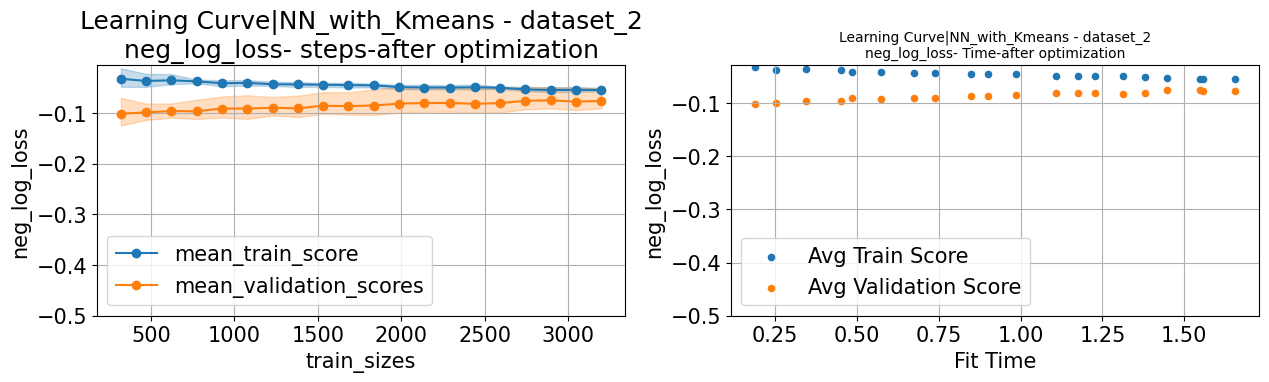 Learning Curve|NN_with_Kmeans - dataset_2
neg_log_loss- steps-after optimization
neg_log_loss
−0.1
−0.2
−0.3
−0.4
−0.5
mean_train_score
mean_validation_scores
500 1000 1500 2000 2500 3000
train_sizes
Learning Curve|NN_with_Kmeans - dataset_2
neg_log_loss- Time-after optimization
neg_log_loss
−0.1
−0.2
−0.3
−0.4
−0.5
Avg Train Score
Avg Validation Score
0.25 0.50 0.75 1.00 1.25 1.50
Fit Time